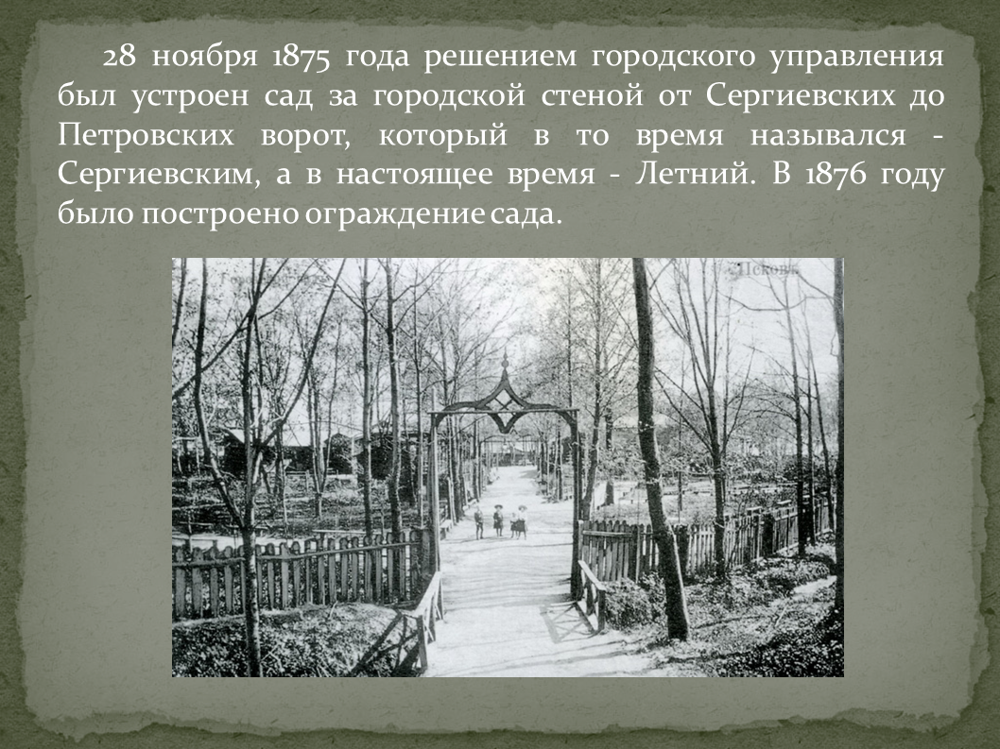 28 ноября 1875 года решением городского управления
был устроен сад за городской стеной от Сергиевских до
Петровских ворот, который в то время назывался -
Сергиевским, а в настоящее время - Летний. В 1876 году
было построено ограждение сада.
Псковъ